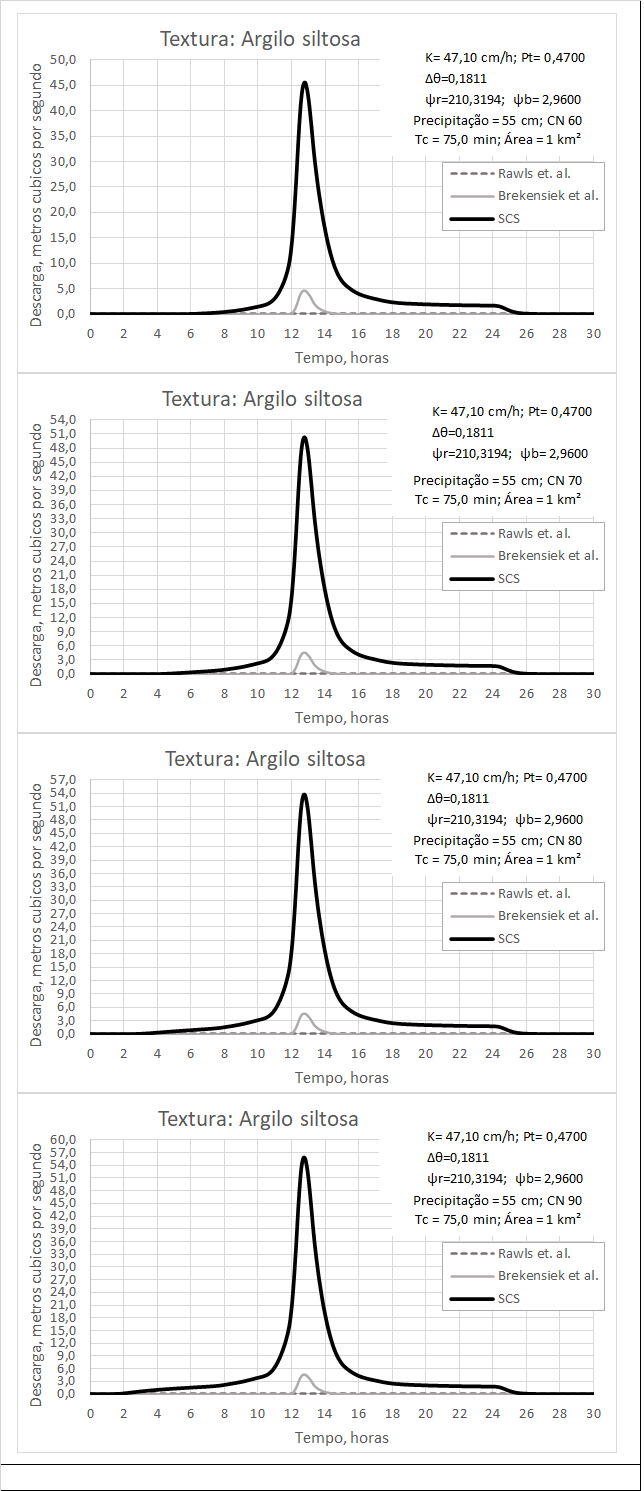 Textura: Argilo siltosa
K= 47,10 cm/h; Pt= 0,4700
Δθ=0,1811
ψr=210,3194; ψb= 2,9600
Precipitação = 55 cm; CN 60
Tc = 75,0 min; Área = 1 km²
Rawls et. al.
Brekensiek et al.
SCS
Descarga, metros cubicos por segundo
50,0
45,0
40,0
35,0
30,0
25,0
20,0
15,0
10,0
5,0
0,0
0 2 4 6 8 10 12 14 16 18 20 22 24 26 28 30
Tempo, horas
Textura: Argilo siltosa
K= 47,10 cm/h; Pt= 0,4700
Δθ=0,1811
ψr=210,3194; ψb= 2,9600
Precipitação = 55 cm; CN 70
Tc = 75,0 min; Área = 1 km²
Rawls et. al.
Brekensiek et al.
SCS
Descarga, metros cubicos por segundo
54,0
51,0
48,0
45,0
42,0
39,0
36,0
33,0
30,0
27,0
24,0
21,0
18,0
15,0
12,0
9,0
6,0
3,0
0,0
0 2 4 6 8 10 12 14 16 18 20 22 24 26 28 30
Tempo, horas
Textura: Argilo siltosa
K= 47,10 cm/h; Pt= 0,4700
Δθ=0,1811
ψr=210,3194; ψb= 2,9600
Precipitação = 55 cm; CN 80
Tc = 75,0 min; Área = 1 km²
Rawls et. al.
Brekensiek et al.
SCS
Descarga, metros cubicos por segundo
57,0
54,0
51,0
48,0
45,0
42,0
39,0
36,0
33,0
30,0
27,0
24,0
21,0
18,0
15,0
12,0
9,0
6,0
3,0
0,0
0 2 4 6 8 10 12 14 16 18 20 22 24 26 28 30
Tempo, horas
Textura: Argilo siltosa
K= 47,10 cm/h; Pt= 0,4700
Δθ=0,1811
ψr=210,3194; ψb= 2,9600
Precipitação = 55 cm; CN 90
Tc = 75,0 min; Área = 1 km²
Rawls et. al.
Brekensiek et al.
SCS
Descarga, metros cubicos por segundo
60,0
57,0
54,0
51,0
48,0
45,0
42,0
39,0
36,0
33,0
30,0
27,0
24,0
21,0
18,0
15,0
12,0
9,0
6,0
3,0
0,0
0 2 4 6 8 10 12 14 16 18 20 22 24 26 28 30
Tempo, horas